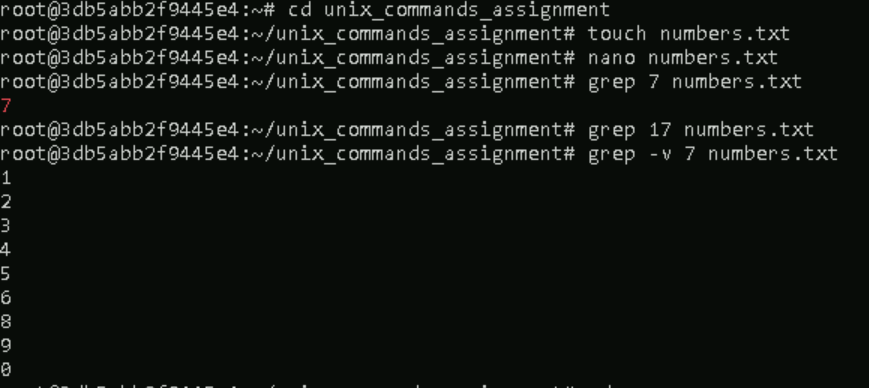 root@3db5abb2f9445e4:~# cd unix_commands_assignment
root@3db5abb2f9445e4:~/unix_commands_assignment# touch numbers.txt
root@3db5abb2f9445e4:~/unix_commands_assignment# nano numbers.txt
root@3db5abb2f9445e4:~/unix_commands_assignment# grep 7 numbers.txt
7
root@3db5abb2f9445e4:~/unix_commands_assignment# grep 17 numbers.txt
root@3db5abb2f9445e4:~/unix_commands_assignment# grep -v 7 numbers.txt
1
2
3
4
5
6
8
9
0